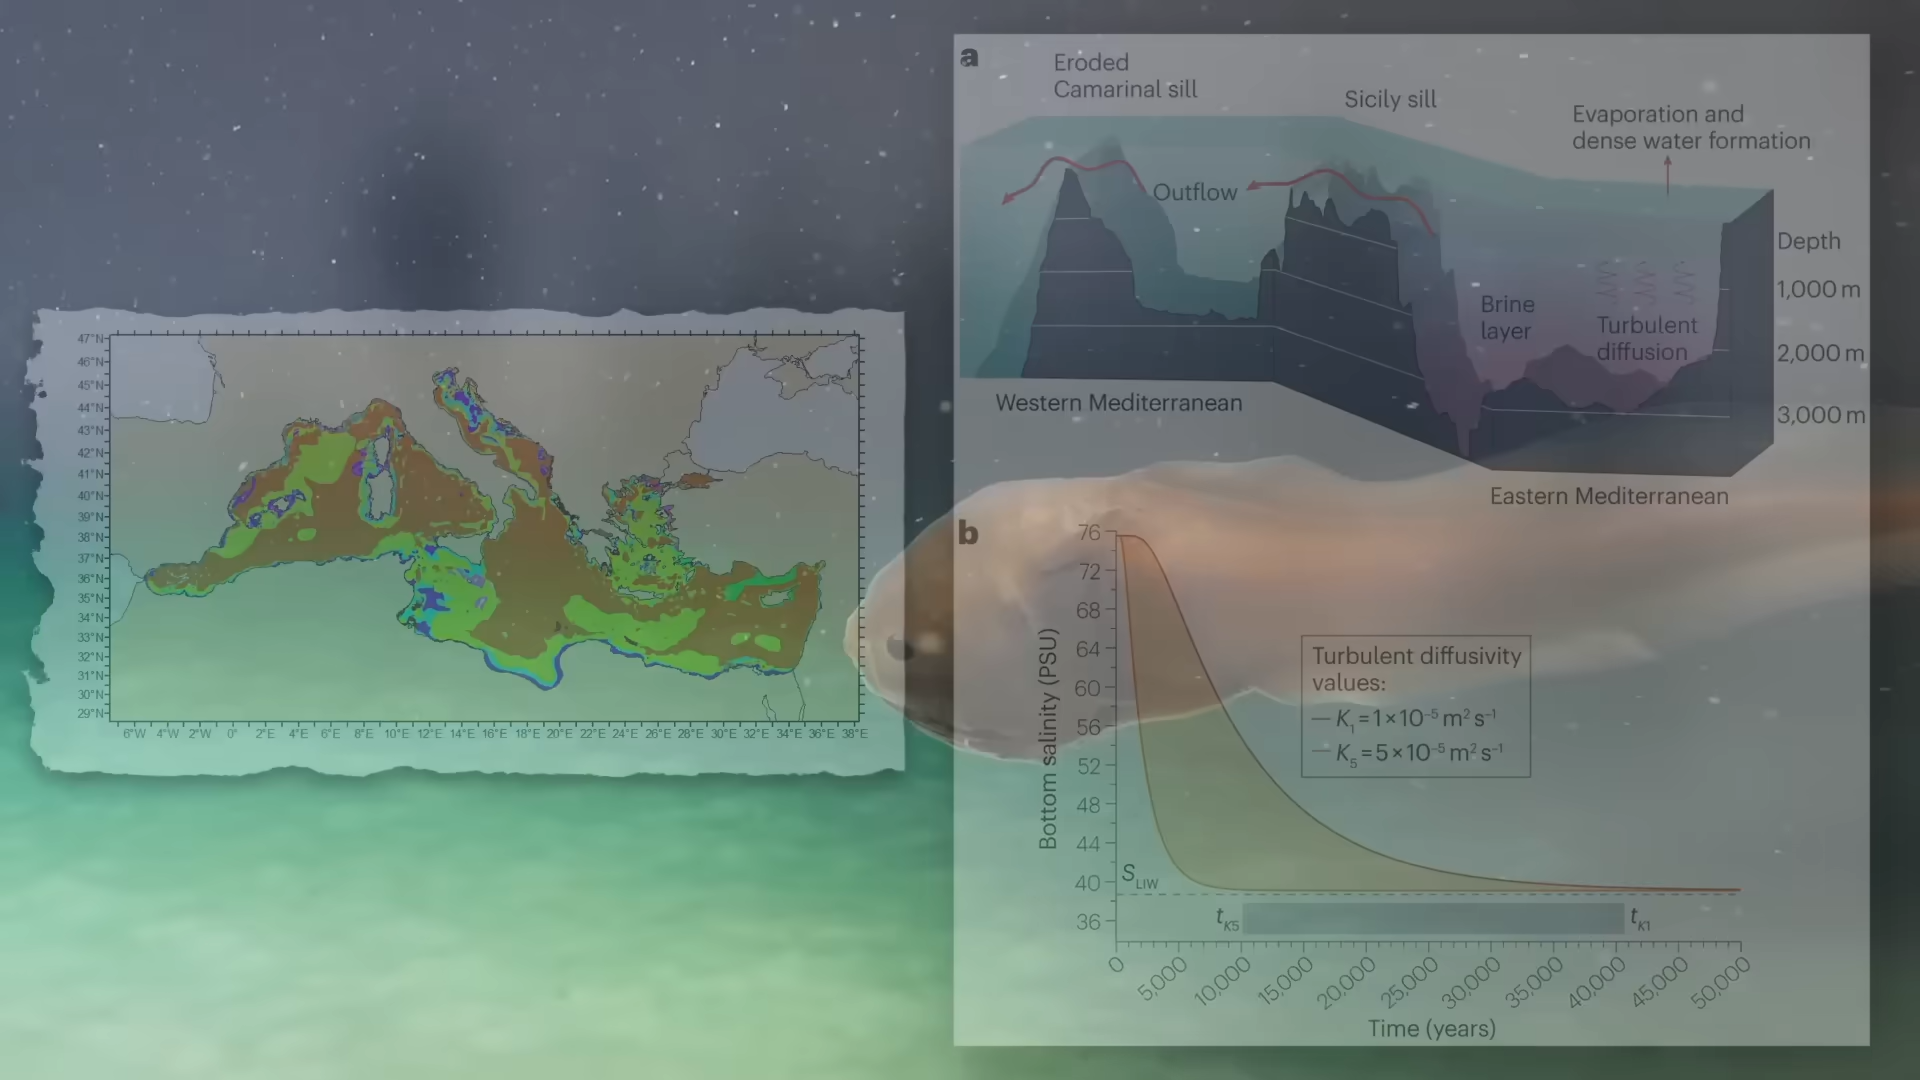 47°N
46°N
45°N
44°N
43°N
42°N
41°N
40°N
39°N
38°N
37°N
36°N
35°N
34°N
33°N
32°N
31°N
30°N
29°N
6°W 4°W 2°W 0° 2°E 4°E 6°E 8°E 10°E 12°E 14°E 16°E 18°E 20°E 22°E 24°E 26°E 28°E 30°E 32°E 34°E 36°E 38°E
a
Eroded
Camarinal sill
Sicily sill
Evaporation and
dense water formation
Outflow
Depth
1,000 m
Brine
layer
Turbulent
diffusion
2,000 m
3,000 m
Western Mediterranean
Eastern Mediterranean
b
Bottom salinity (PSU)
76
72
68
64
60
56
52
48
44
40
36
Turbulent diffusivity
values:
K₁ = 1 × 10⁻⁵ m² s⁻¹
K₅ = 5 × 10⁻⁵ m² s⁻¹
S_LIW
t_K5
t_K1
0 5,000 10,000 15,000 20,000 25,000 30,000 35,000 40,000 45,000 50,000
Time (years)